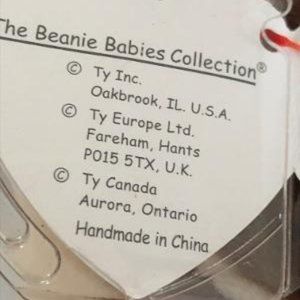 The Beanie Babies Collection®
© Ty Inc.
Oakbrook, IL. U.S.A.
© Ty Europe Ltd.
Fareham, Hants
PO15 5TX, U.K.
© Ty Canada
Aurora, Ontario
Handmade in China